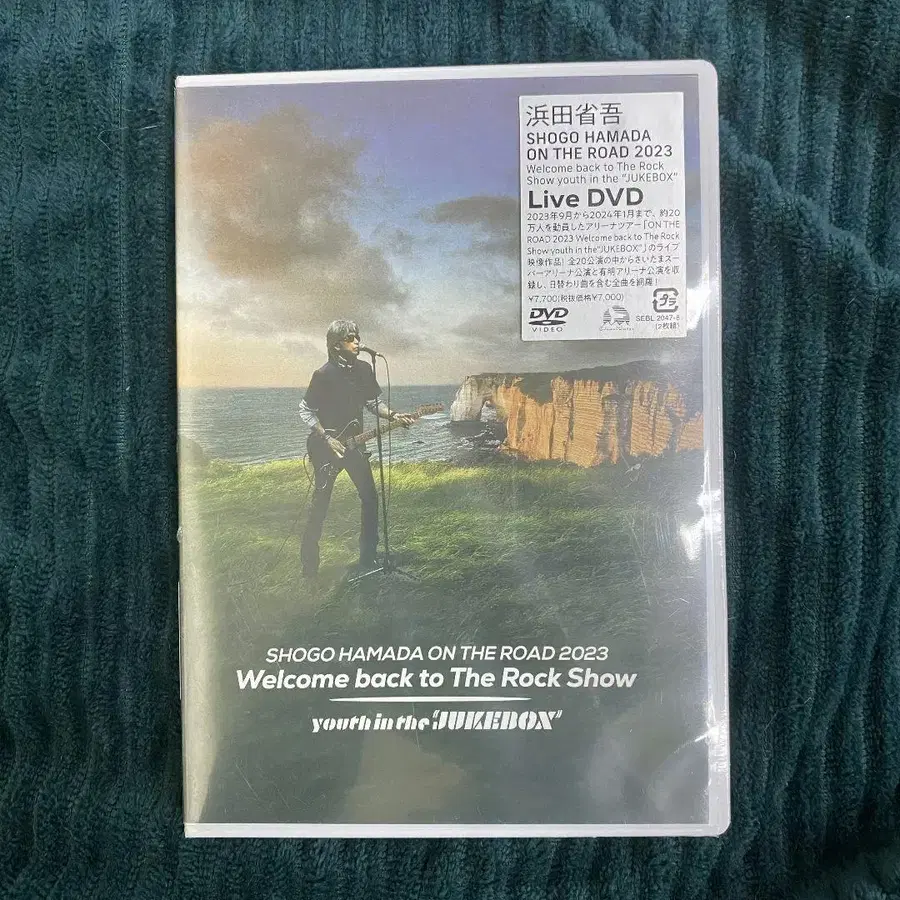 浜田省吾
SHOGO HAMADA
ON THE ROAD 2023
Welcome back to The Rock
Show youth in the "JUKEBOX"
Live DVD
2023年9月から2024年1月まで、約20
万人を動員したアリーナツアー「ON THE
ROAD 2023 Welcome back to The Rock
Show youth in the"JUKEBOX"」のライブ
映像作品! 全20公演の中からさいたまスー
パーアリーナ公演と有明アリーナ公演を収
録し、日替わり曲を含む全曲を網羅!
¥7,700(税抜価格¥7,000)
DVD
VIDEO
プラ
SEBL 2047-8
(2枚組)
SHOGO HAMADA ON THE ROAD 2023
Welcome back to The Rock Show
youth in the "JUKEBOX"